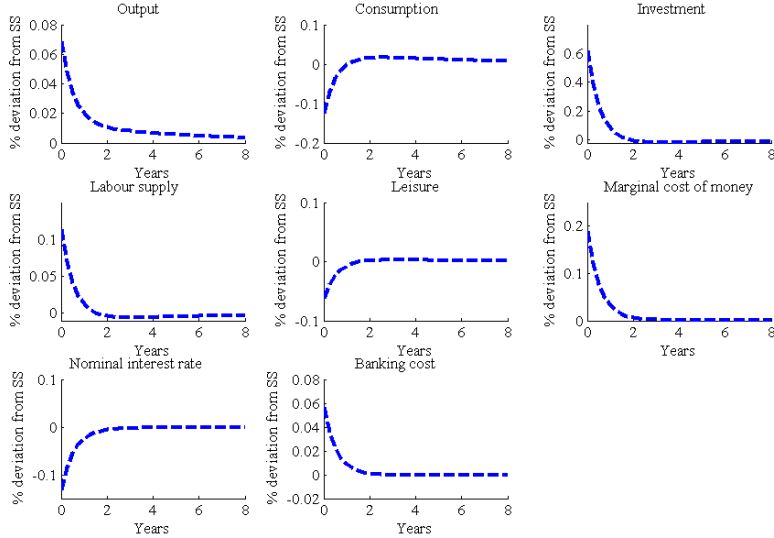 Output
% deviation from SS
0.08
0.06
0.04
0.02
0
0 2 4 6 8
Years
Consumption
% deviation from SS
0.1
0
-0.1
-0.2
0 2 4 6 8
Years
Investment
% deviation from SS
0.6
0.4
0.2
0
0 2 4 6 8
Years
Labour supply
% deviation from SS
0.1
0.05
0
0 2 4 6 8
Years
Leisure
% deviation from SS
0.1
0
-0.1
0 2 4 6 8
Years
Marginal cost of money
% deviation from SS
0.2
0.1
0
0 2 4 6 8
Years
Nominal interest rate
% deviation from SS
0.1
0
-0.1
0 2 4 6 8
Years
Banking cost
% deviation from SS
0.08
0.06
0.04
0.02
0
-0.02
0 2 4 6 8
Years